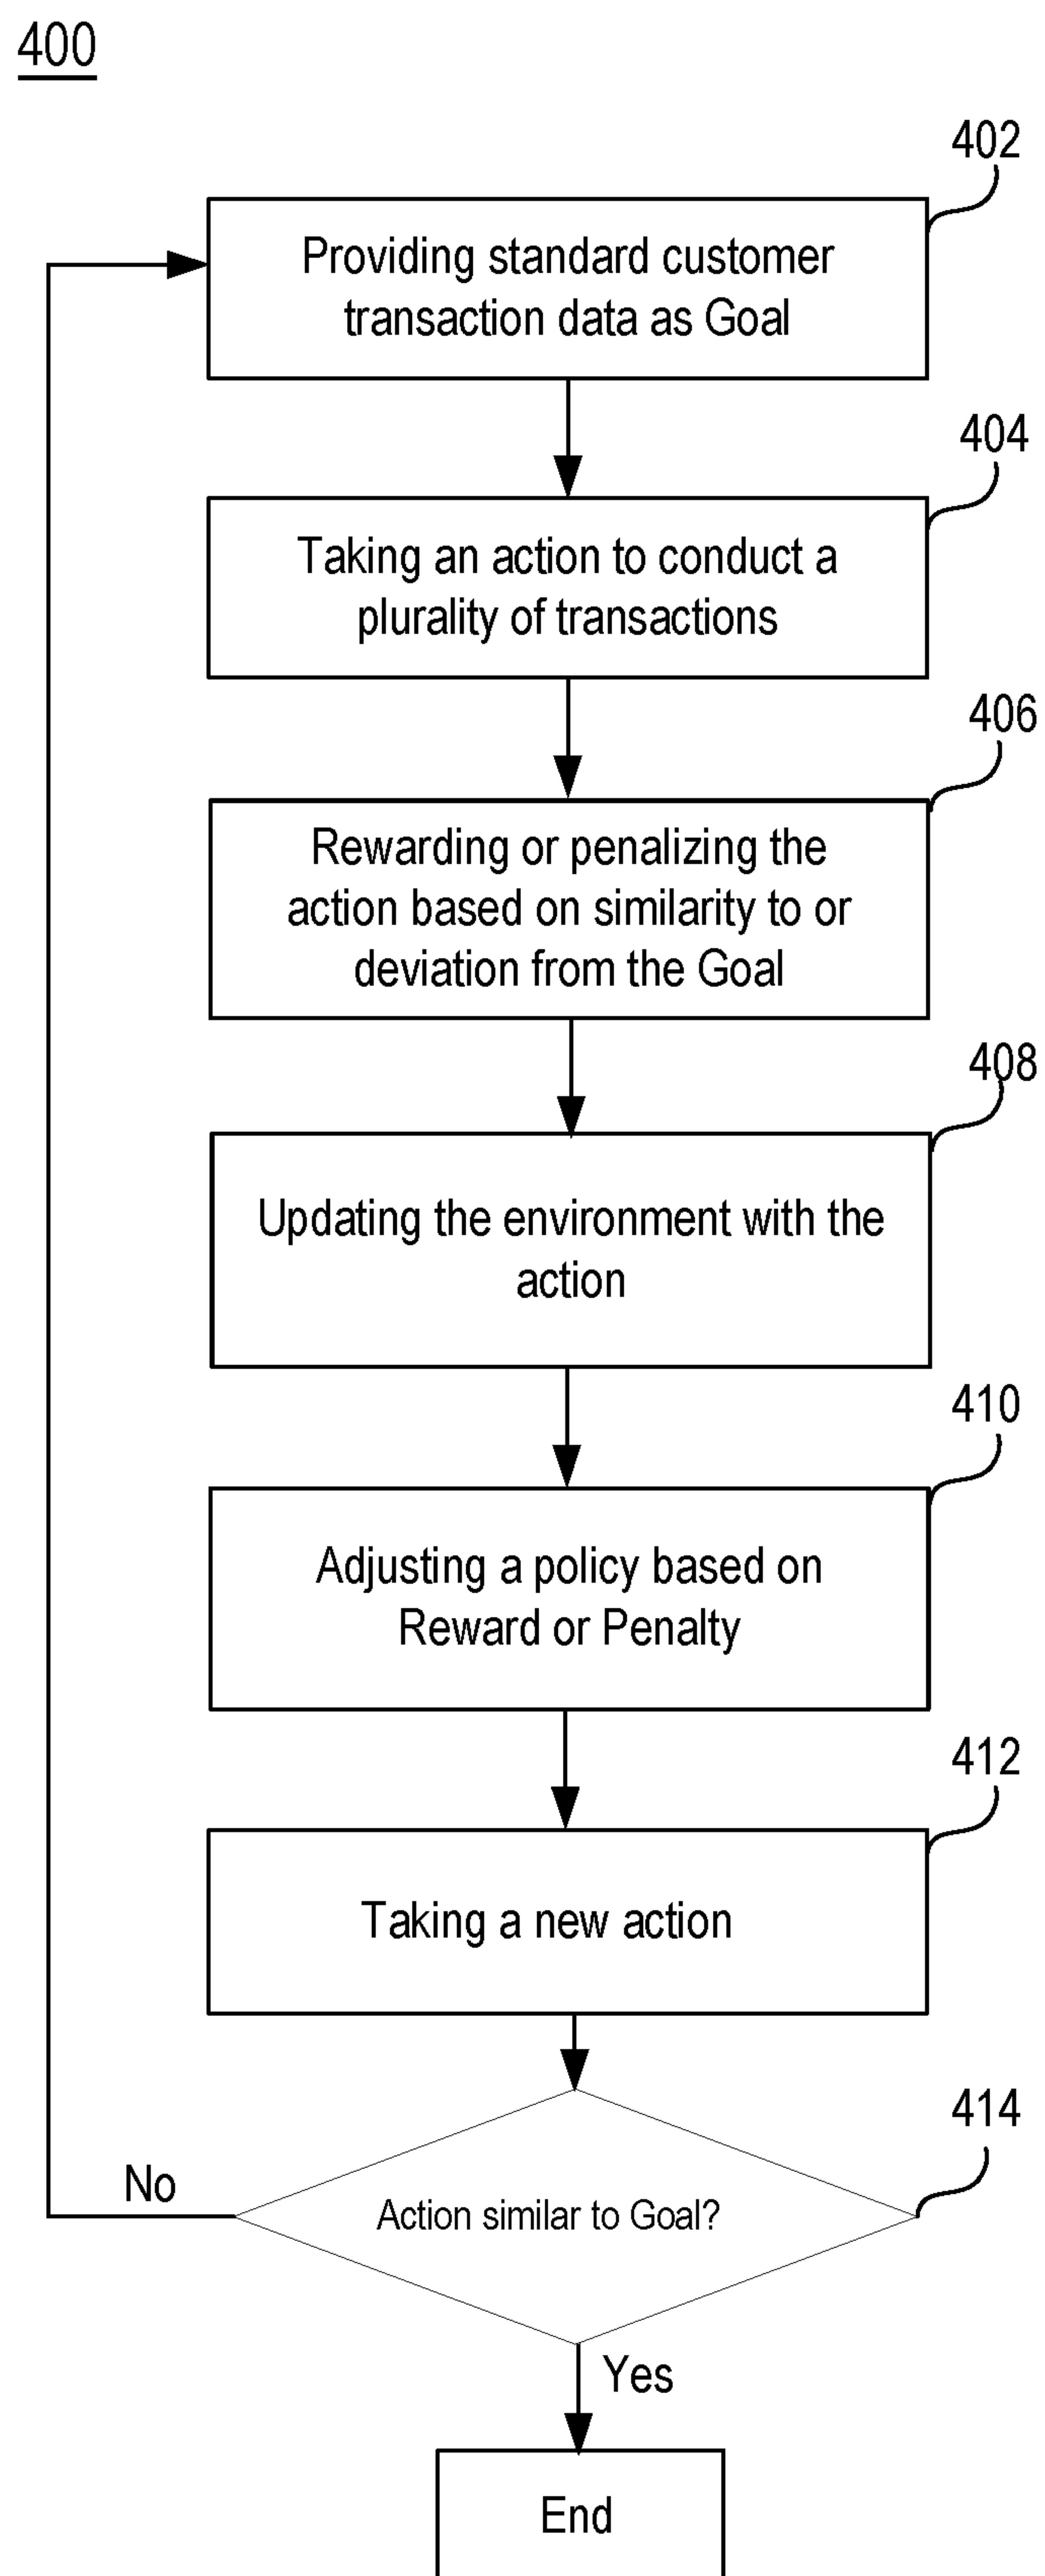 400
402
Providing standard customer
transaction data as Goal
404
Taking an action to conduct a
plurality of transactions
406
Rewarding or penalizing the
action based on similarity to or
deviation from the Goal
408
Updating the environment with the
action
410
Adjusting a policy based on
Reward or Penalty
412
Taking a new action
414
Action similar to Goal?
No
Yes
End